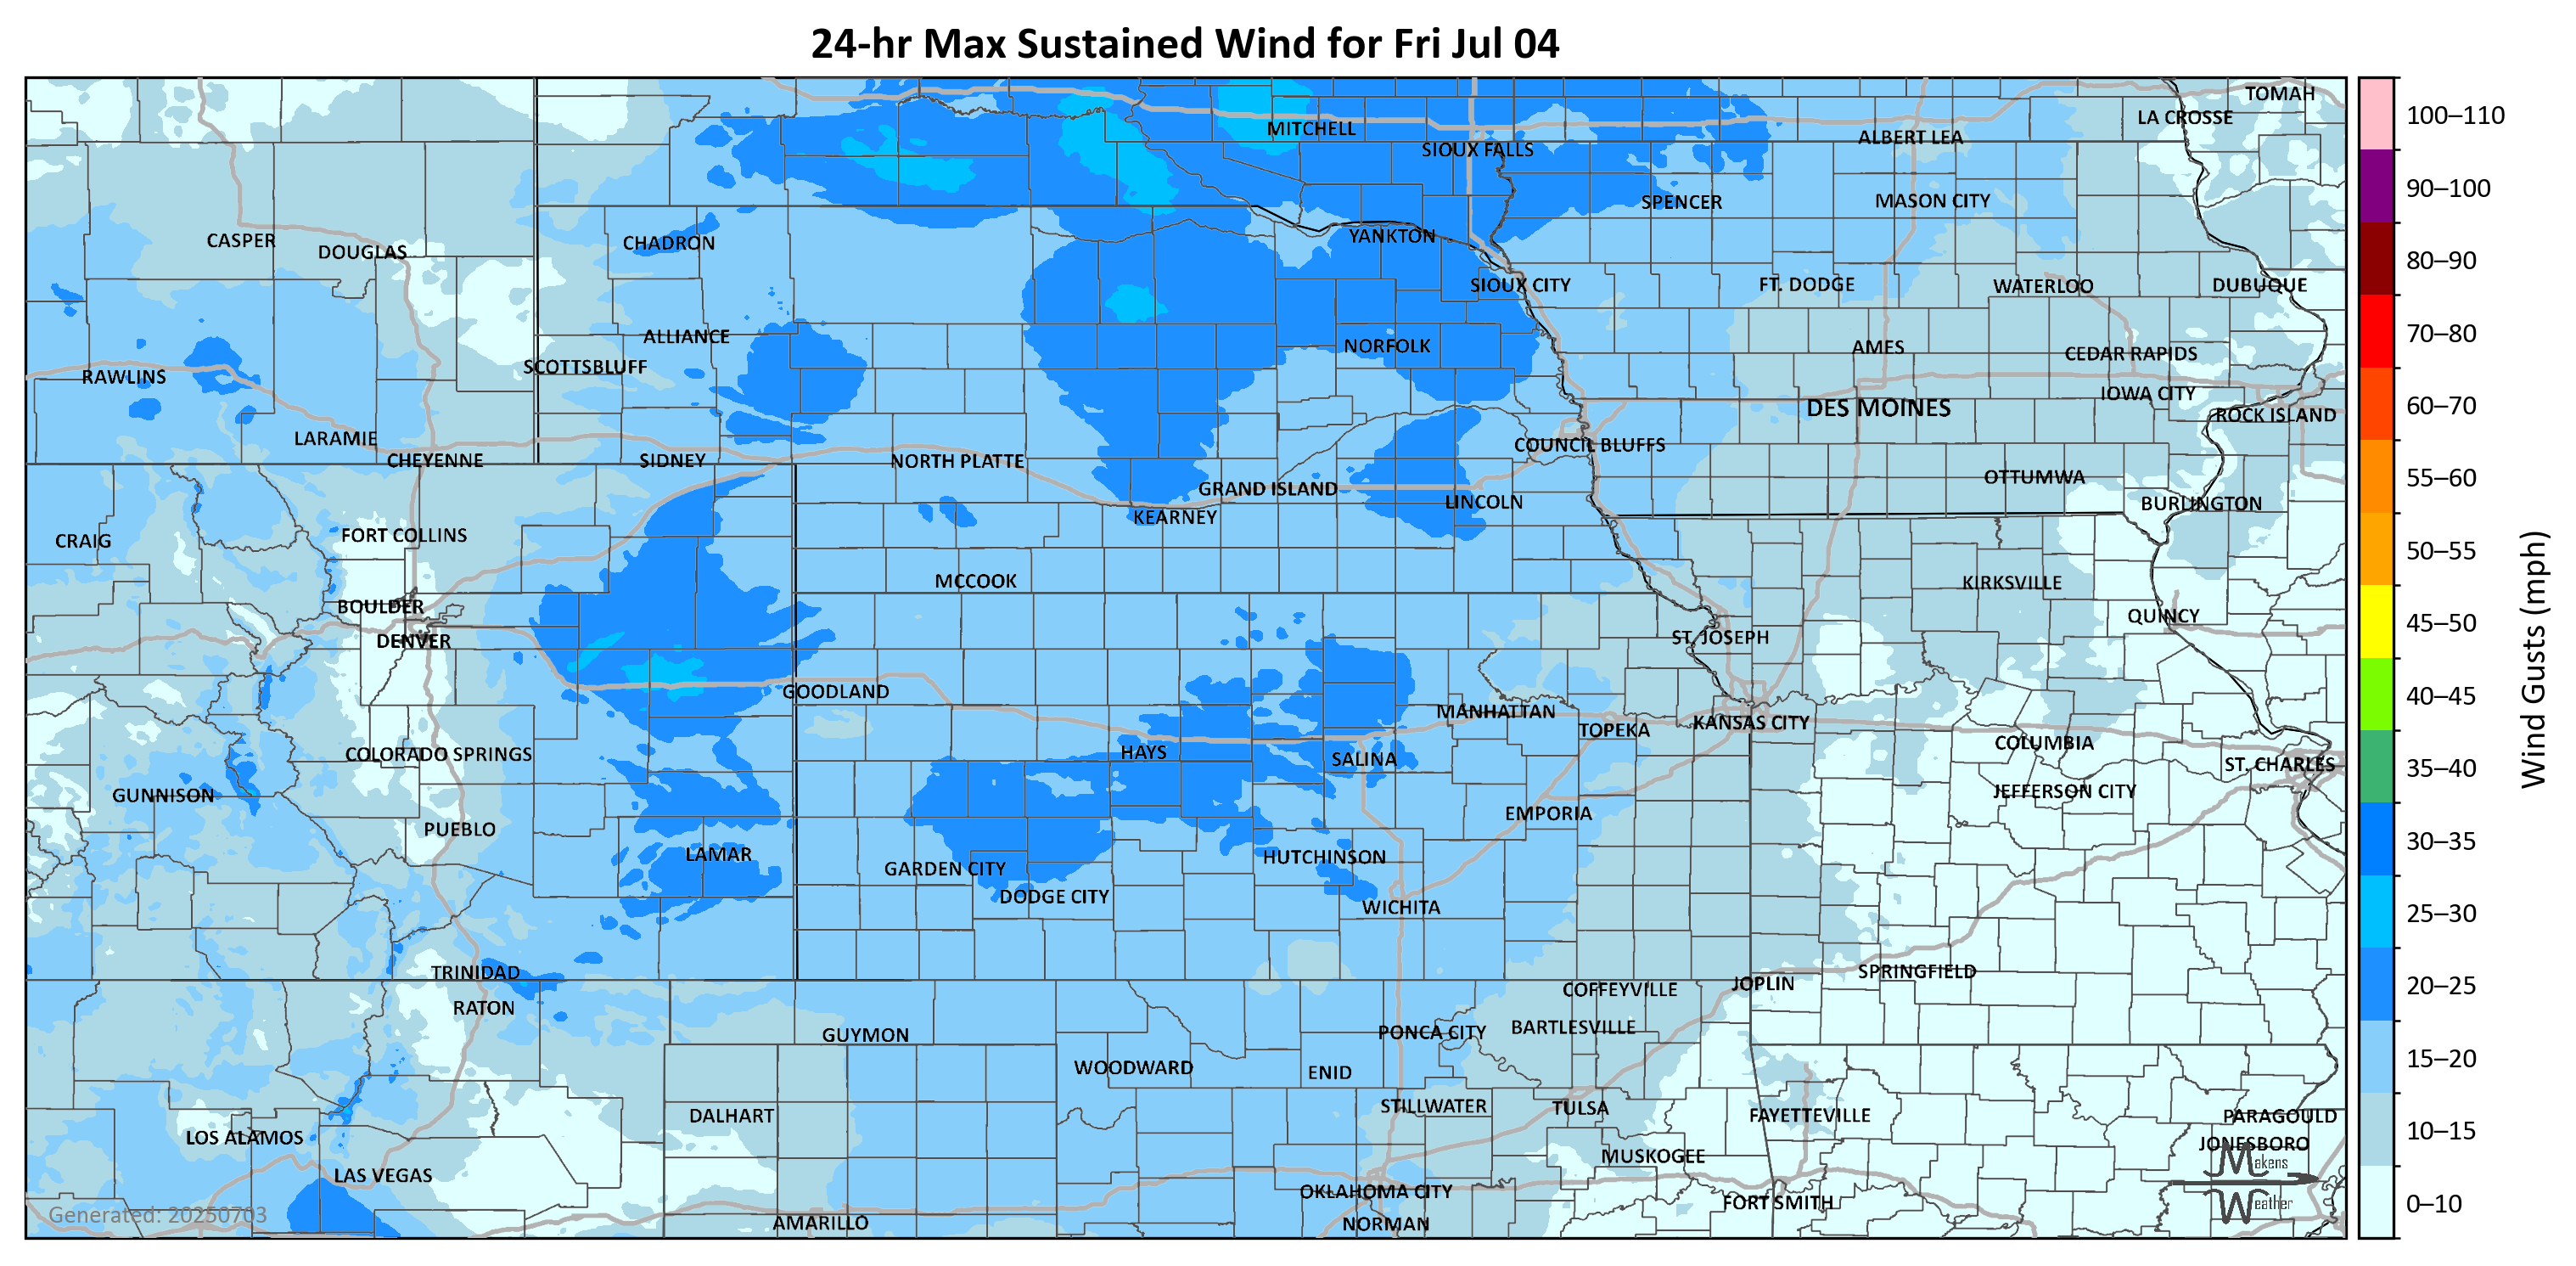 24-hr Max Sustained Wind for Fri Jul 04
TOMAH
LA CROSSE
MITCHELL
ALBERT LEA
SIOUX FALLS
SPENCER
MASON CITY
CASPER
DOUGLAS
CHADRON
YANKTON
SIOUX CITY
FT. DODGE
WATERLOO
DUBUQUE
ALLIANCE
NORFOLK
AMES
CEDAR RAPIDS
SCOTTSBLUFF
RAWLINS
IOWA CITY
DES MOINES
ROCK ISLAND
LARAMIE
COUNCIL BLUFFS
CHEYENNE
SIDNEY
NORTH PLATTE
OTTUMWA
GRAND ISLAND
LINCOLN
BURLINGTON
KEARNEY
CRAIG
FORT COLLINS
MCCOOK
KIRKSVILLE
BOULDER
QUINCY
DENVER
ST. JOSEPH
GOODLAND
MANHATTAN
TOPEKA
KANSAS CITY
COLUMBIA
COLORADO SPRINGS
HAYS
SALINA
ST. CHARLES
GUNNISON
JEFFERSON CITY
EMPORIA
PUEBLO
LAMAR
HUTCHINSON
GARDEN CITY
DODGE CITY
WICHITA
TRINIDAD
SPRINGFIELD
JOPLIN
COFFEYVILLE
RATON
BARTLESVILLE
PONCA CITY
GUYMON
WOODWARD
ENID
STILLWATER
TULSA
DALHART
FAYETTEVILLE
PARAGOULD
LOS ALAMOS
JONESBORO
MUSKOGEE
LAS VEGAS
OKLAHOMA CITY
FORT SMITH
AMARILLO
NORMAN
Generated: 20250703
Makens
Weather
100–110
90–100
80–90
70–80
60–70
55–60
50–55
45–50
40–45
35–40
30–35
25–30
20–25
15–20
10–15
0–10
Wind Gusts (mph)